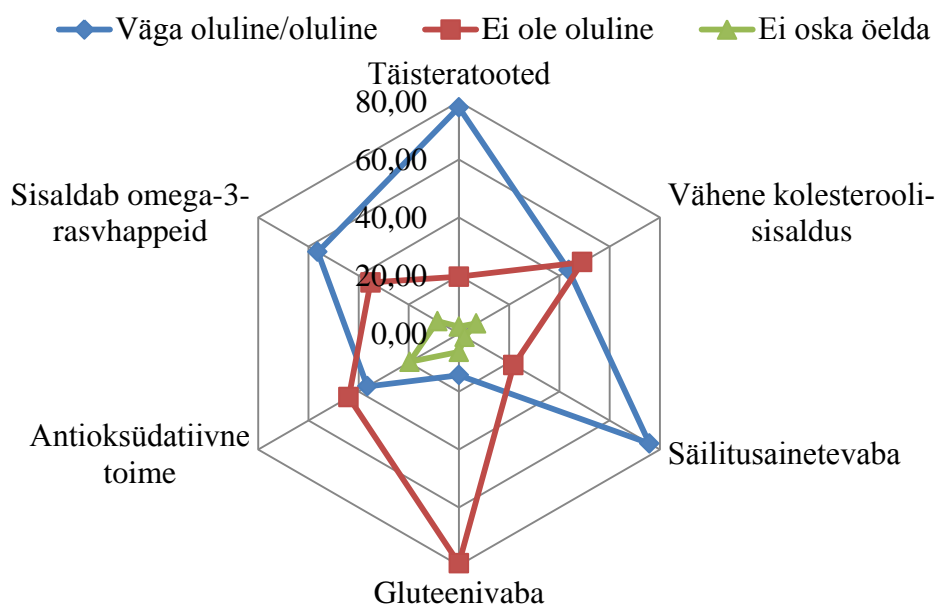 Väga oluline/oluline Ei ole oluline Ei oska öelda
Täisteratooted
80,00
60,00
40,00
20,00
0,00
Sisaldab omega-3-
rasvhappeid
Vähene kolesterooli-
sisaldus
Antioksüdatiivne
toime
Säilitusainetevaba
Gluteenivaba